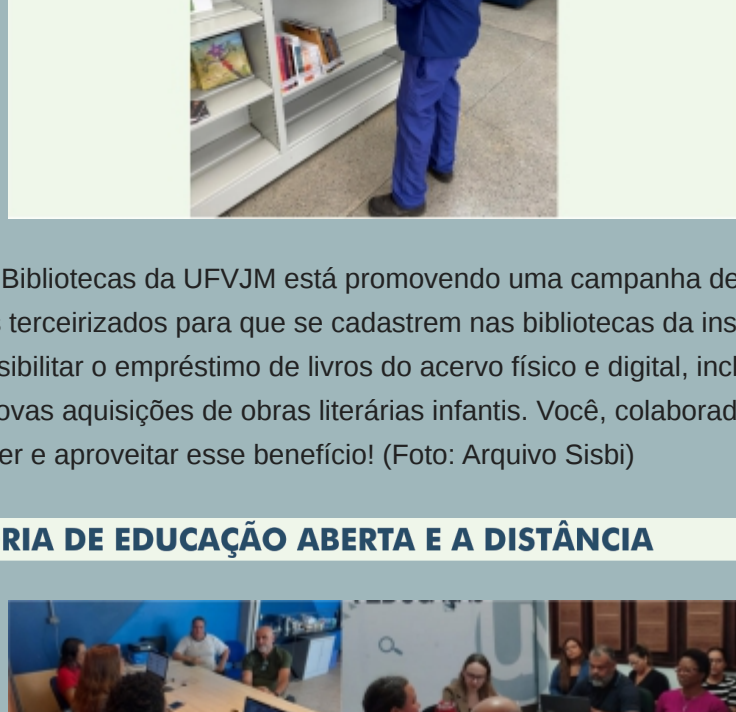 Bibliotecas da UFVJM está promovendo uma campanha de
terceirizados para que se cadastrem nas bibliotecas da ins
sibilitar o empréstimo de livros do acervo físico e digital, incl
ovas aquisições de obras literárias infantis. Você, colaborad
er e aproveitar esse benefício! (Foto: Arquivo Sisbi)
RIA DE EDUCAÇÃO ABERTA E A DISTÂNCIA